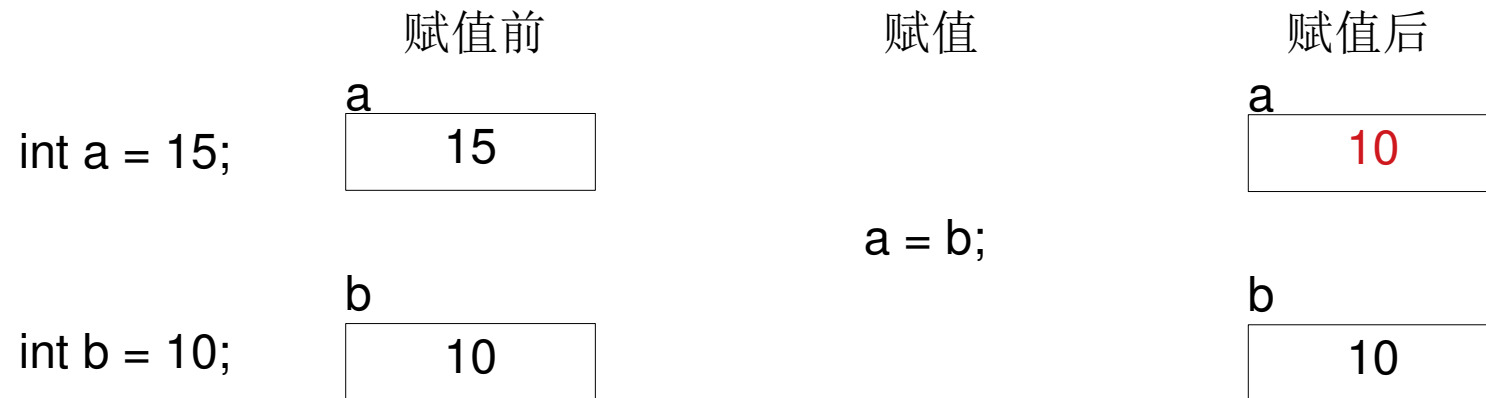 赋值前 赋值 赋值后
a a
int a = 15; 15 10
a = b;
b b
int b = 10; 10 10